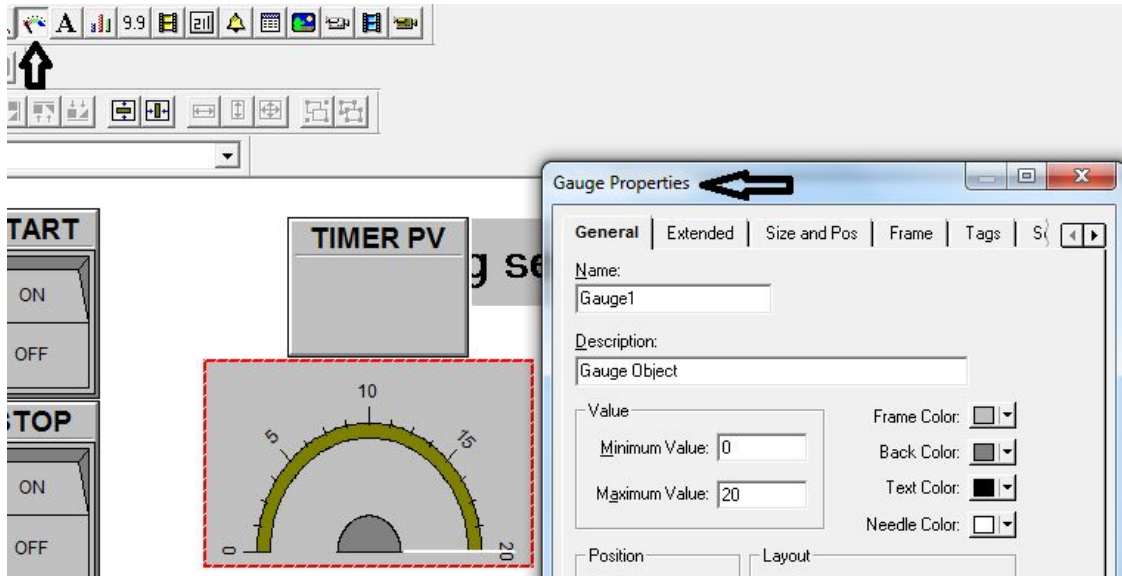 A 9.9
Gauge Properties
General Extended Size and Pos Frame Tags
Name:
Gauge1
Description:
Gauge Object
Value
Minimum Value: 0
Maximum Value: 20
Frame Color:
Back Color:
Text Color:
Needle Color:
Position
Layout
TART
ON
OFF
TOP
ON
OFF
TIMER PV
g se
0
5
10
15
20